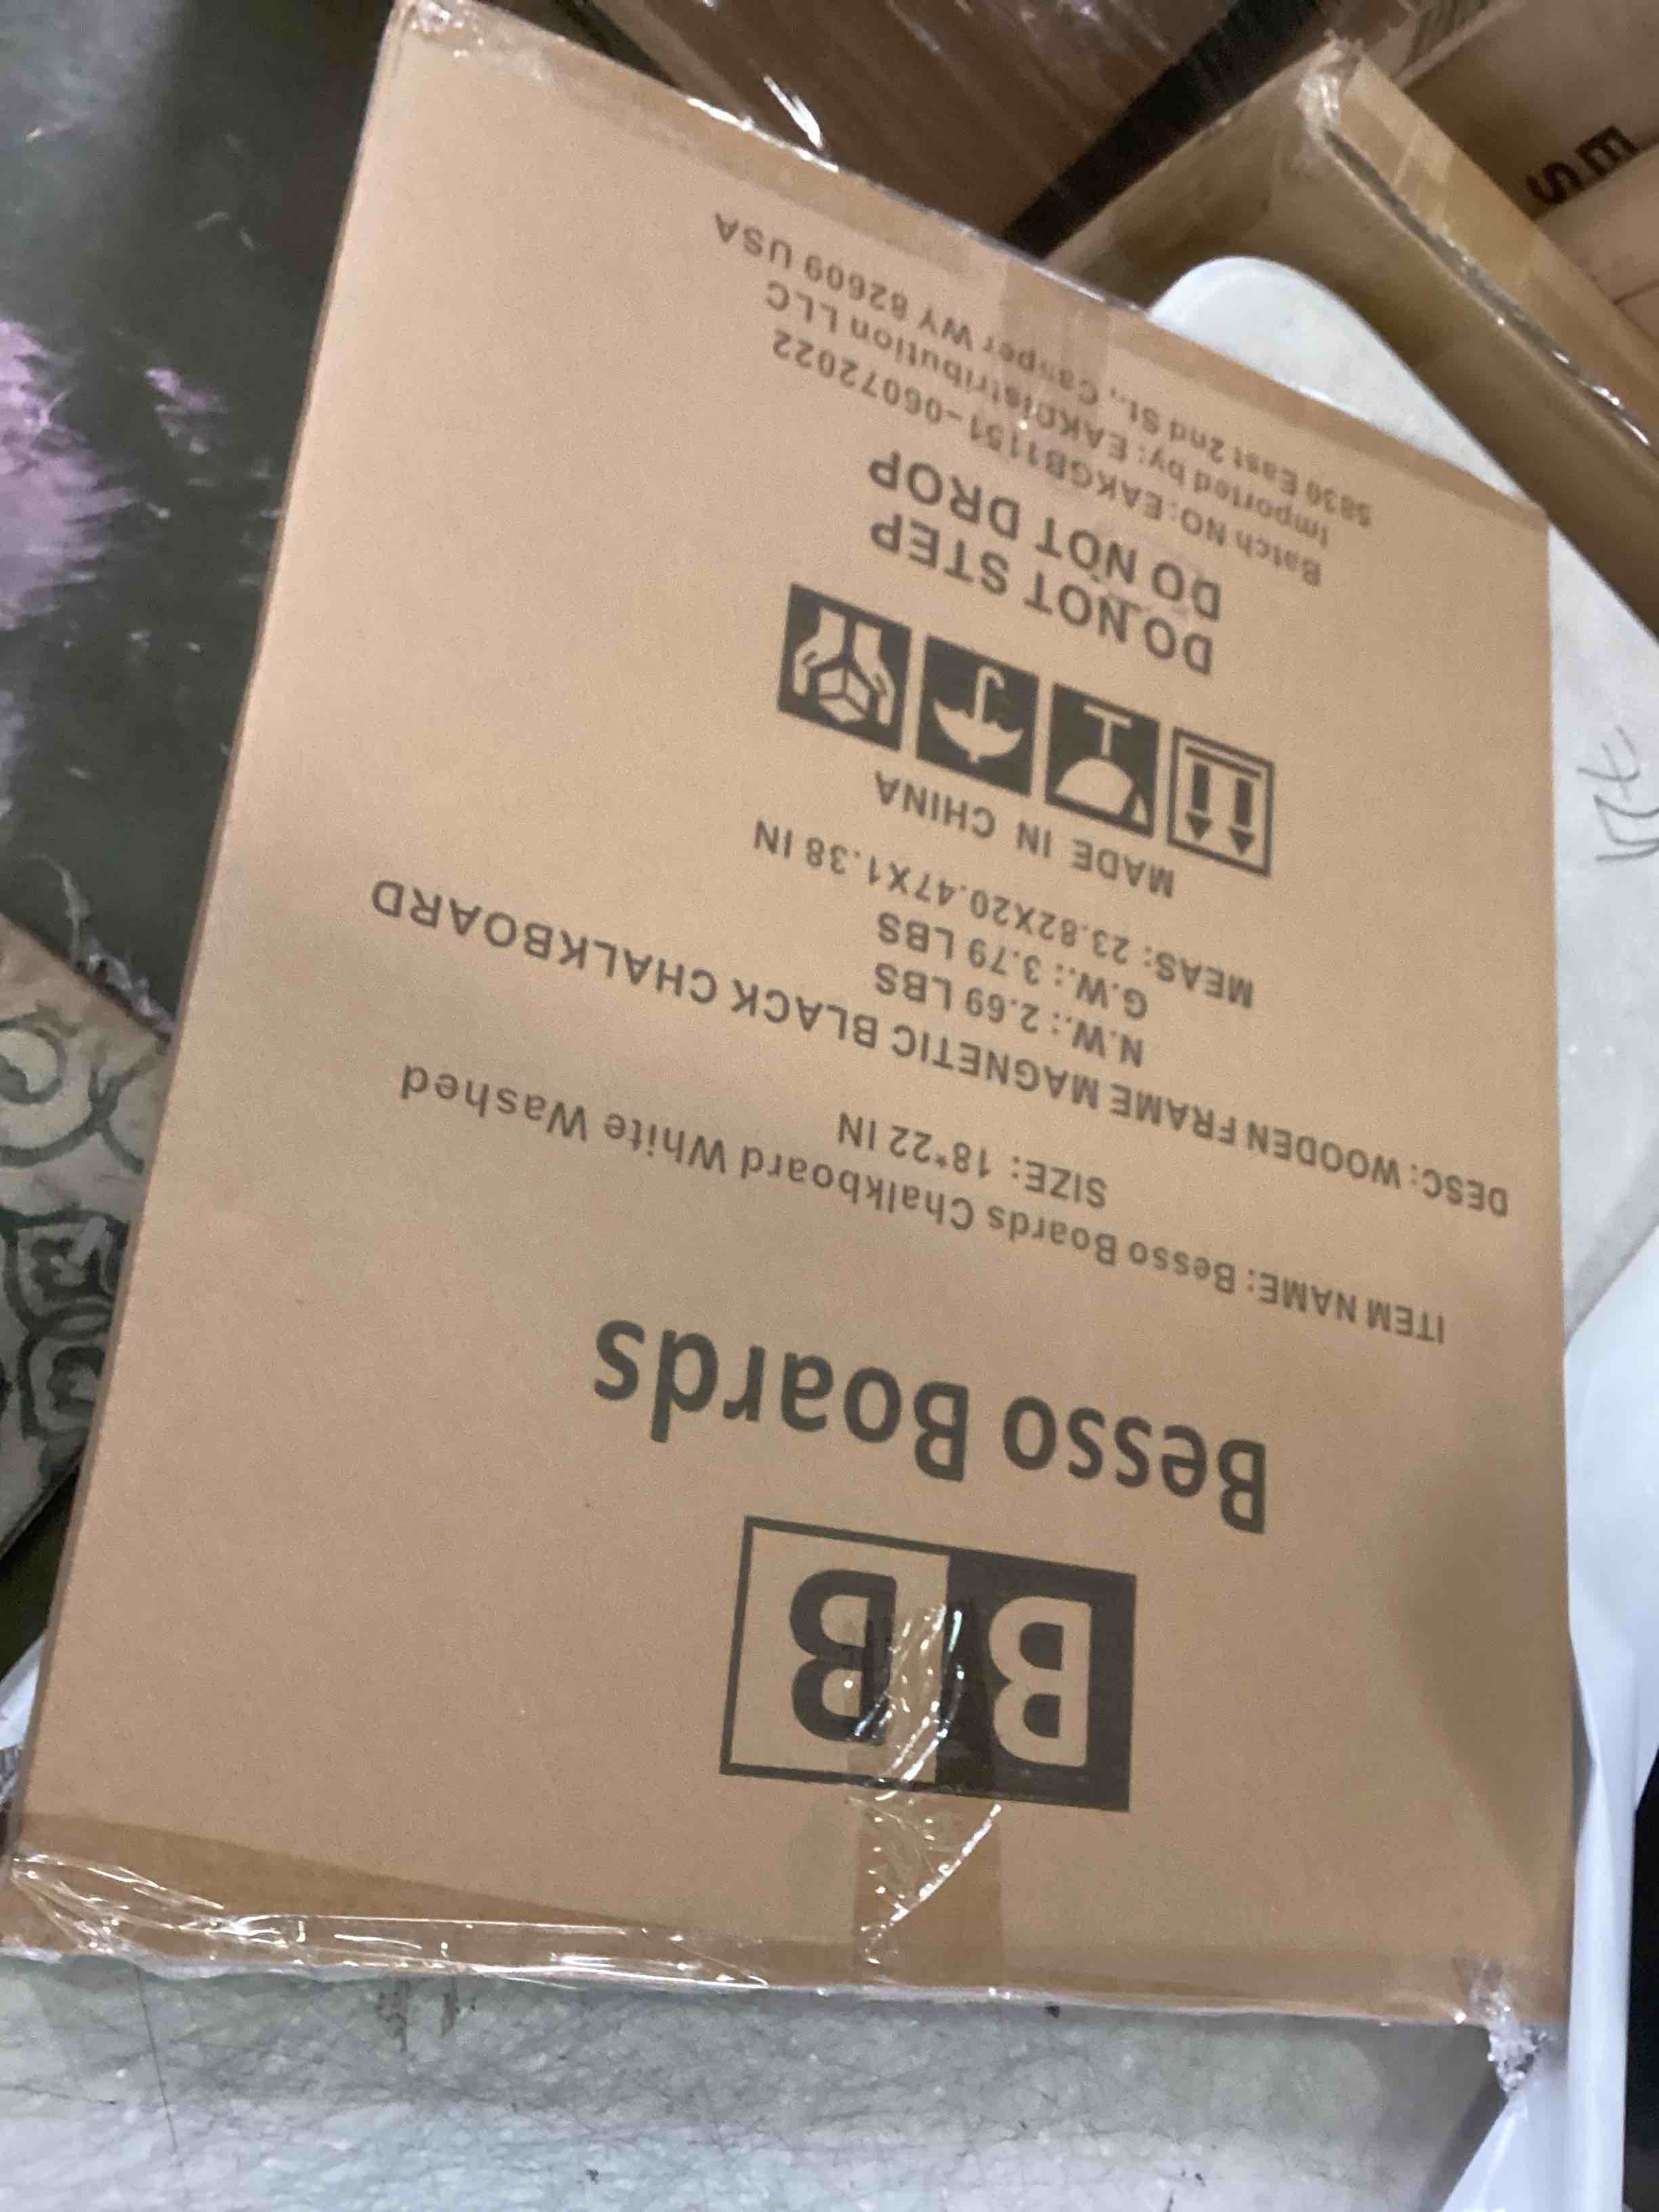 BB
Besso Boards
ITEM NAME: Besso Boards Chalkboard White Washed
SIZE: 18*22 IN
DESC: WOODEN FRAME MAGNETIC BLACK CHALKBOARD
N.W.: 2.69 LBS
G.W.: 3.79 LBS
MEAS: 23.82X20.47X1.38 IN
MADE IN CHINA
DO NOT STEP
DO NOT DROP
Batch NO: EAKGB1151-06072022
Imported by: EAKDistribution LLC
5830 East 2nd St., Casper WY 82609 USA
ES